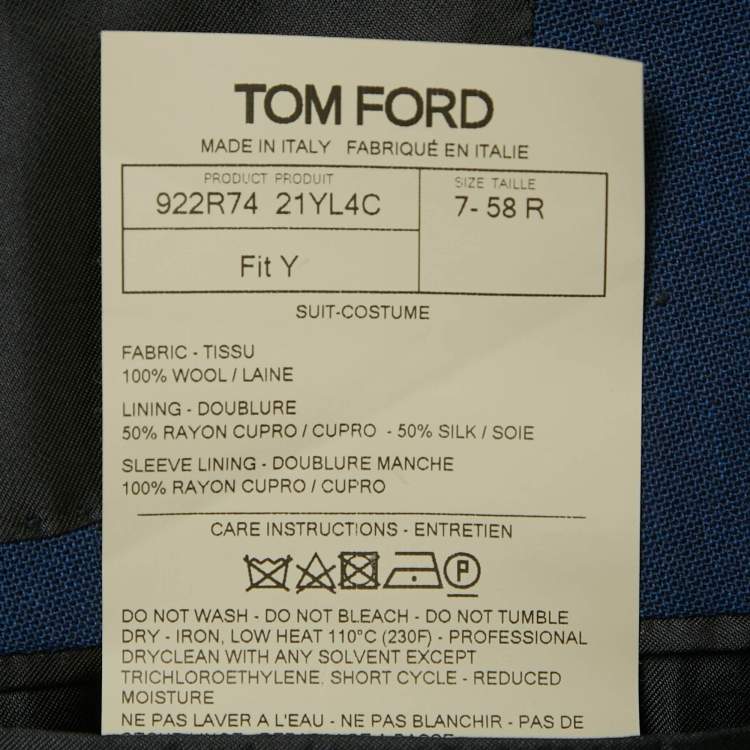 TOM FORD
MADE IN ITALY FABRIQUÉ EN ITALIE
PRODUCT PRODUIT
922R74 21YL4C
SIZE TAILLE
7- 58 R
Fit Y
SUIT-COSTUME
FABRIC - TISSU
100% WOOL / LAINE
LINING - DOUBLURE
50% RAYON CUPRO / CUPRO - 50% SILK / SOIE
SLEEVE LINING - DOUBLURE MANCHE
100% RAYON CUPRO / CUPRO
CARE INSTRUCTIONS - ENTRETIEN
P
DO NOT WASH - DO NOT BLEACH - DO NOT TUMBLE
DRY - IRON, LOW HEAT 110°C (230F) - PROFESSIONAL
DRYCLEAN WITH ANY SOLVENT EXCEPT
TRICHLOROETHYLENE, SHORT CYCLE - REDUCED
MOISTURE
NE PAS LAVER A L'EAU - NE PAS BLANCHIR - PAS DE